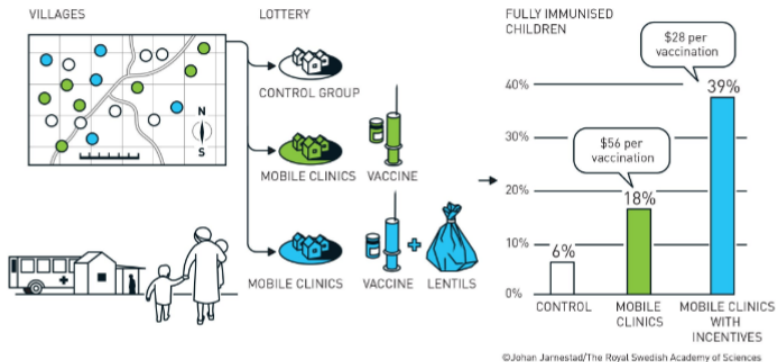 VILLAGES
LOTTERY
N
S
CONTROL GROUP
MOBILE CLINICS
VACCINE
MOBILE CLINICS
VACCINE
LENTILS
FULLY IMMUNISED
CHILDREN
40%
30%
20%
10%
0%
6%
$56 per
vaccination
18%
$28 per
vaccination
39%
CONTROL
MOBILE
CLINICS
MOBILE CLINICS
WITH
INCENTIVES
©Johan Jarnestad/The Royal Swedish Academy of Sciences